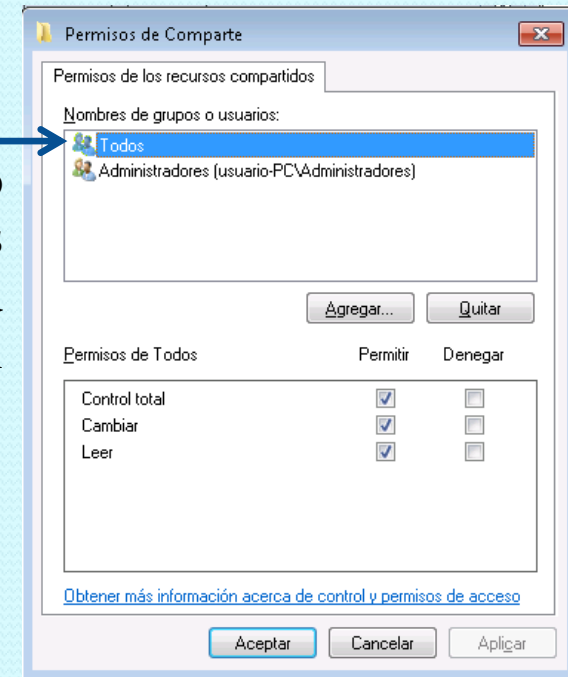 Permisos de Comparte
Permisos de los recursos compartidos
Nombres de grupos o usuarios:
Todos
Administradores (usuario-PC\Administradores)
Agregar... Quitar
Permisos de Todos Permitir Denegar
Control total
Cambiar
Leer
Obtener más información acerca de control y permisos de acceso
Aceptar Cancelar Aplicar